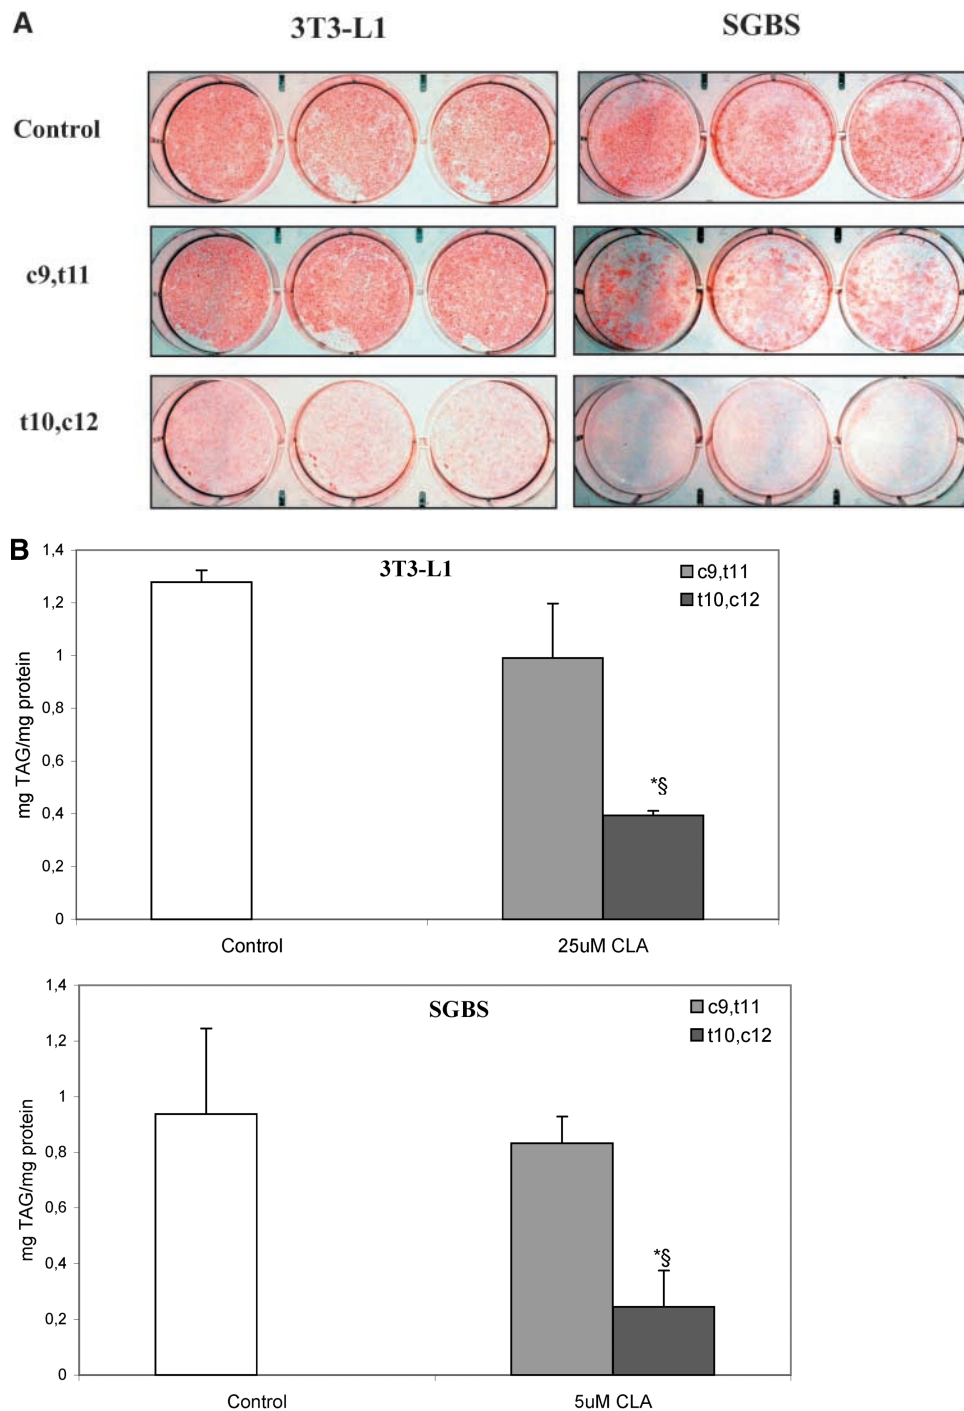 A
3T3-L1
SGBS
Control
c9,t11
t10,c12
B
1,4
1,2
1
0,8
0,6
0,4
0,2
0
mg TAG/mg protein
3T3-L1
c9,t11
t10,c12
*§
Control
25uM CLA
1,4
1,2
1
0,8
0,6
0,4
0,2
0
mg TAG/mg protein
SGBS
c9,t11
t10,c12
*§
Control
5uM CLA